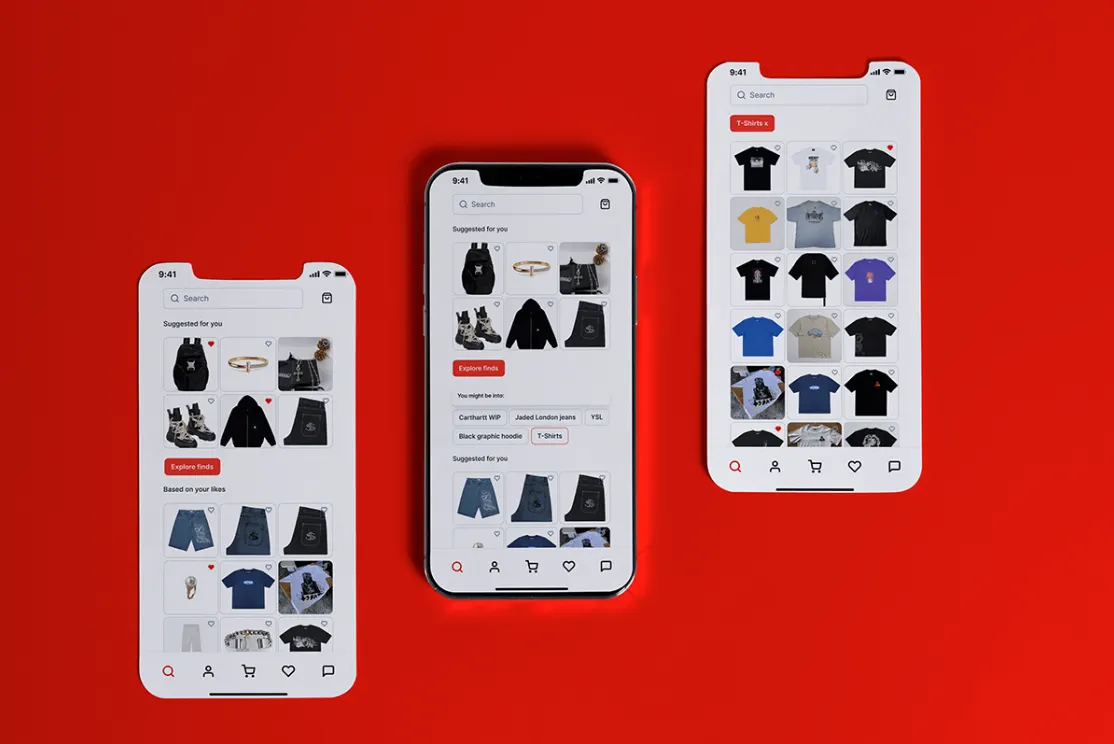 9:41
Search
Suggested for you
Explore finds
Based on your likes
9:41
Search
Suggested for you
Explore finds
You might be into:
Carhartt WIP Jaded London jeans YSL
Black graphic hoodie T-Shirts
Suggested for you
9:41
Search
T-Shirts x